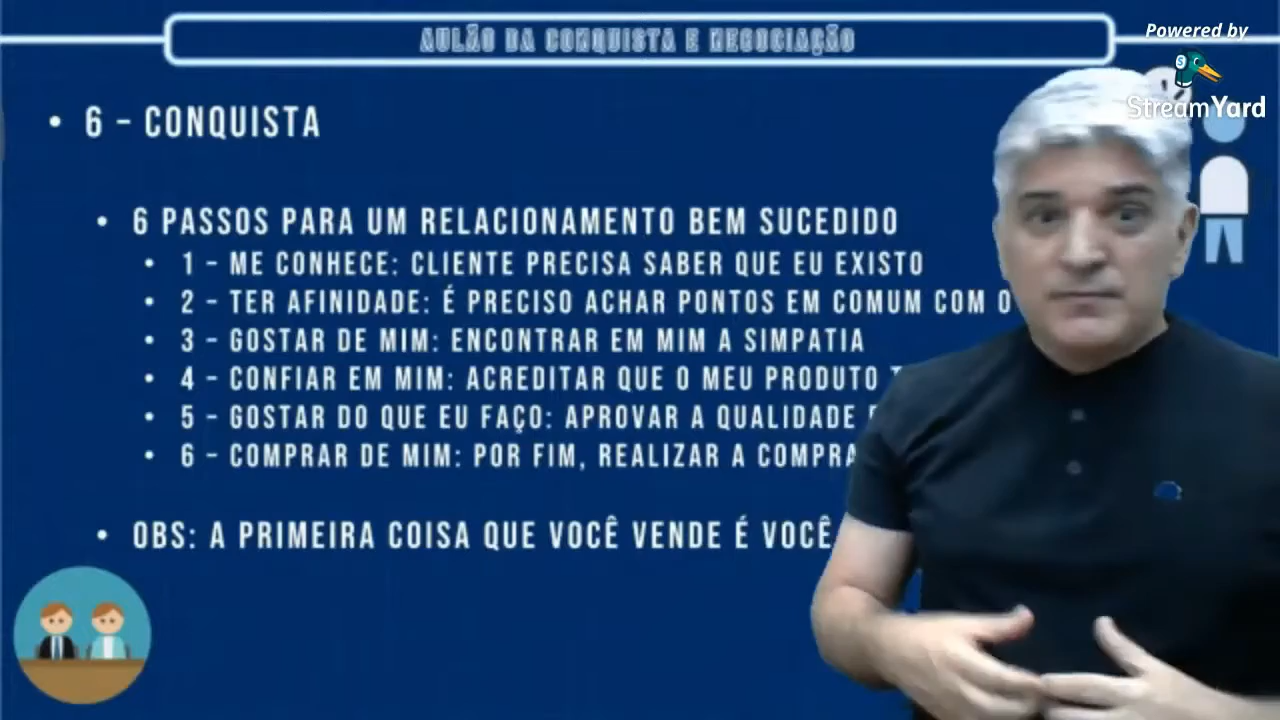 AULÃO DA CONQUISTA E NEGOCIAÇÃO
Powered by
StreamYard
• 6 - CONQUISTA
• 6 PASSOS PARA UM RELACIONAMENTO BEM SUCEDIDO
• 1 - ME CONHECE: CLIENTE PRECISA SABER QUE EU EXISTO
• 2 - TER AFINIDADE: É PRECISO ACHAR PONTOS EM COMUM COM O
• 3 - GOSTAR DE MIM: ENCONTRAR EM MIM A SIMPATIA
• 4 - CONFIAR EM MIM: ACREDITAR QUE O MEU PRODUTO
• 5 - GOSTAR DO QUE EU FAÇO: APROVAR A QUALIDADE
• 6 - COMPRAR DE MIM: POR FIM, REALIZAR A COMPRA
• OBS: A PRIMEIRA COISA QUE VOCÊ VENDE É VOCÊ